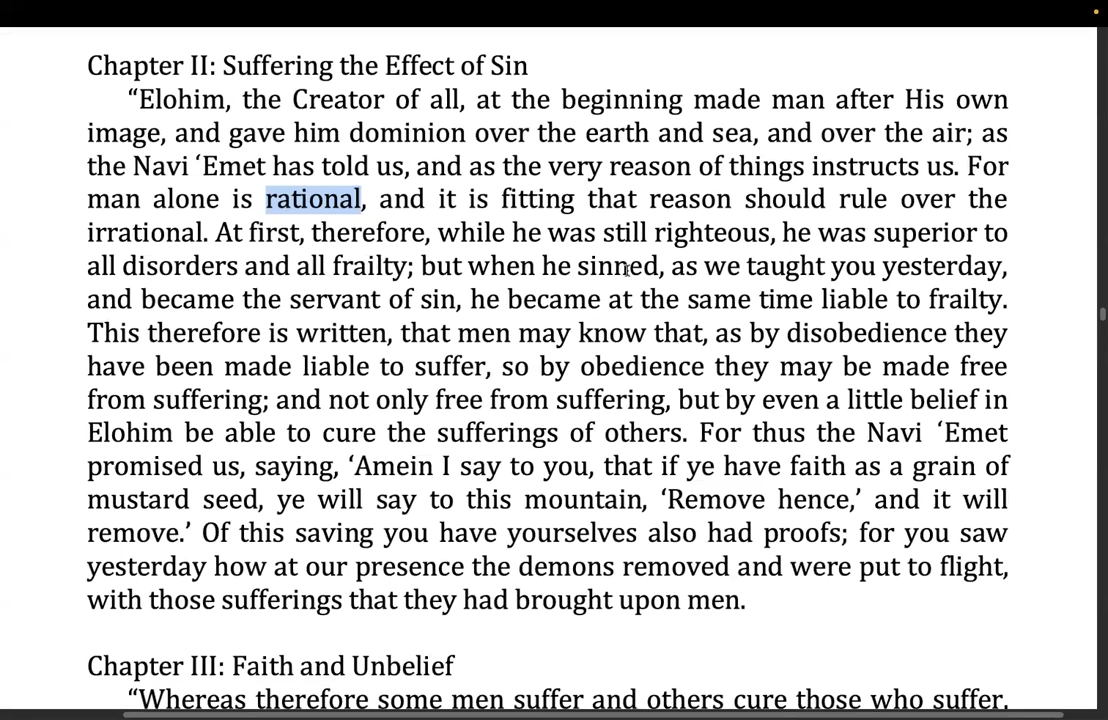 Chapter II: Suffering the Effect of Sin
“Elohim, the Creator of all, at the beginning made man after His own
image, and gave him dominion over the earth and sea, and over the air; as
the Navi ‘Emet has told us, and as the very reason of things instructs us. For
man alone is rational, and it is fitting that reason should rule over the
irrational. At first, therefore, while he was still righteous, he was superior to
all disorders and all frailty; but when he sinned, as we taught you yesterday,
and became the servant of sin, he became at the same time liable to frailty.
This therefore is written, that men may know that, as by disobedience they
have been made liable to suffer, so by obedience they may be made free
from suffering; and not only free from suffering, but by even a little belief in
Elohim be able to cure the sufferings of others. For thus the Navi ‘Emet
promised us, saying, ‘Amein I say to you, that if ye have faith as a grain of
mustard seed, ye will say to this mountain, ‘Remove hence,’ and it will
remove.’ Of this saving you have yourselves also had proofs; for you saw
yesterday how at our presence the demons removed and were put to flight,
with those sufferings that they had brought upon men.
Chapter III: Faith and Unbelief
“Whereas therefore some men suffer and others cure those who suffer.